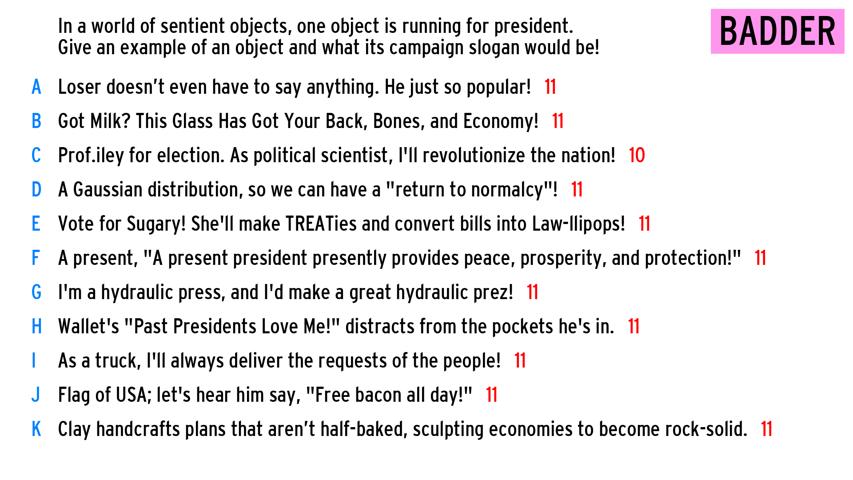 In a world of sentient objects, one object is running for president.
Give an example of an object and what its campaign slogan would be!
BADDER
A Loser doesn't even have to say anything. He just so popular! 11
B Got Milk? This Glass Has Got Your Back, Bones, and Economy! 11
C Prof.iley for election. As political scientist, I'll revolutionize the nation! 10
D A Gaussian distribution, so we can have a "return to normalcy"! 11
E Vote for Sugary! She'll make TREATies and convert bills into Law-llipops! 11
F A present, "A present president presently provides peace, prosperity, and protection!" 11
G I'm a hydraulic press, and I'd make a great hydraulic prez! 11
H Wallet's "Past Presidents Love Me!" distracts from the pockets he's in. 11
I As a truck, I'll always deliver the requests of the people! 11
J Flag of USA; let's hear him say, "Free bacon all day!" 11
K Clay handcrafts plans that aren't half-baked, sculpting economies to become rock-solid. 11